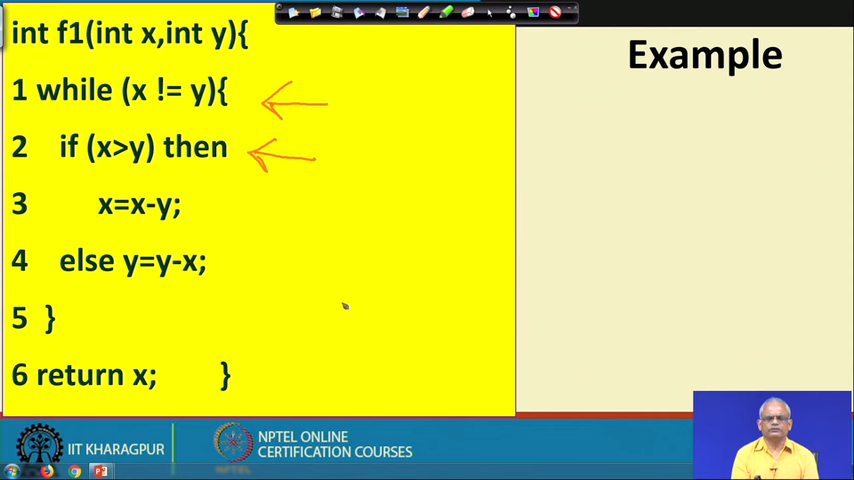 int f1(int x,int y){
Example
1 while (x != y){
2 if (x>y) then
3 x=x-y;
4 else y=y-x;
5 }
6 return x; }
IIT KHARAGPUR
NPTEL ONLINE
CERTIFICATION COURSES
NPTEL